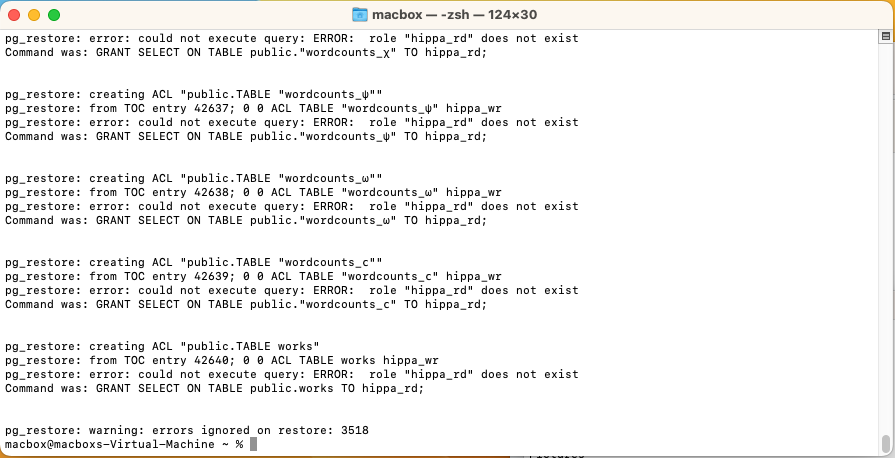 macbox — -zsh — 124×30
pg_restore: error: could not execute query: ERROR:  role "hippa_rd" does not exist
Command was: GRANT SELECT ON TABLE public."wordcounts_χ" TO hippa_rd;
pg_restore: creating ACL "public.TABLE "wordcounts_ψ""
pg_restore: from TOC entry 42637; 0 0 ACL TABLE "wordcounts_ψ" hippa_wr
pg_restore: error: could not execute query: ERROR:  role "hippa_rd" does not exist
Command was: GRANT SELECT ON TABLE public."wordcounts_ψ" TO hippa_rd;
pg_restore: creating ACL "public.TABLE "wordcounts_ω""
pg_restore: from TOC entry 42638; 0 0 ACL TABLE "wordcounts_ω" hippa_wr
pg_restore: error: could not execute query: ERROR:  role "hippa_rd" does not exist
Command was: GRANT SELECT ON TABLE public."wordcounts_ω" TO hippa_rd;
pg_restore: creating ACL "public.TABLE "wordcounts_ϲ""
pg_restore: from TOC entry 42639; 0 0 ACL TABLE "wordcounts_ϲ" hippa_wr
pg_restore: error: could not execute query: ERROR:  role "hippa_rd" does not exist
Command was: GRANT SELECT ON TABLE public."wordcounts_ϲ" TO hippa_rd;
pg_restore: creating ACL "public.TABLE works"
pg_restore: from TOC entry 42640; 0 0 ACL TABLE works hippa_wr
pg_restore: error: could not execute query: ERROR:  role "hippa_rd" does not exist
Command was: GRANT SELECT ON TABLE public.works TO hippa_rd;
pg_restore: warning: errors ignored on restore: 3518
macbox@macboxs-Virtual-Machine ~ %